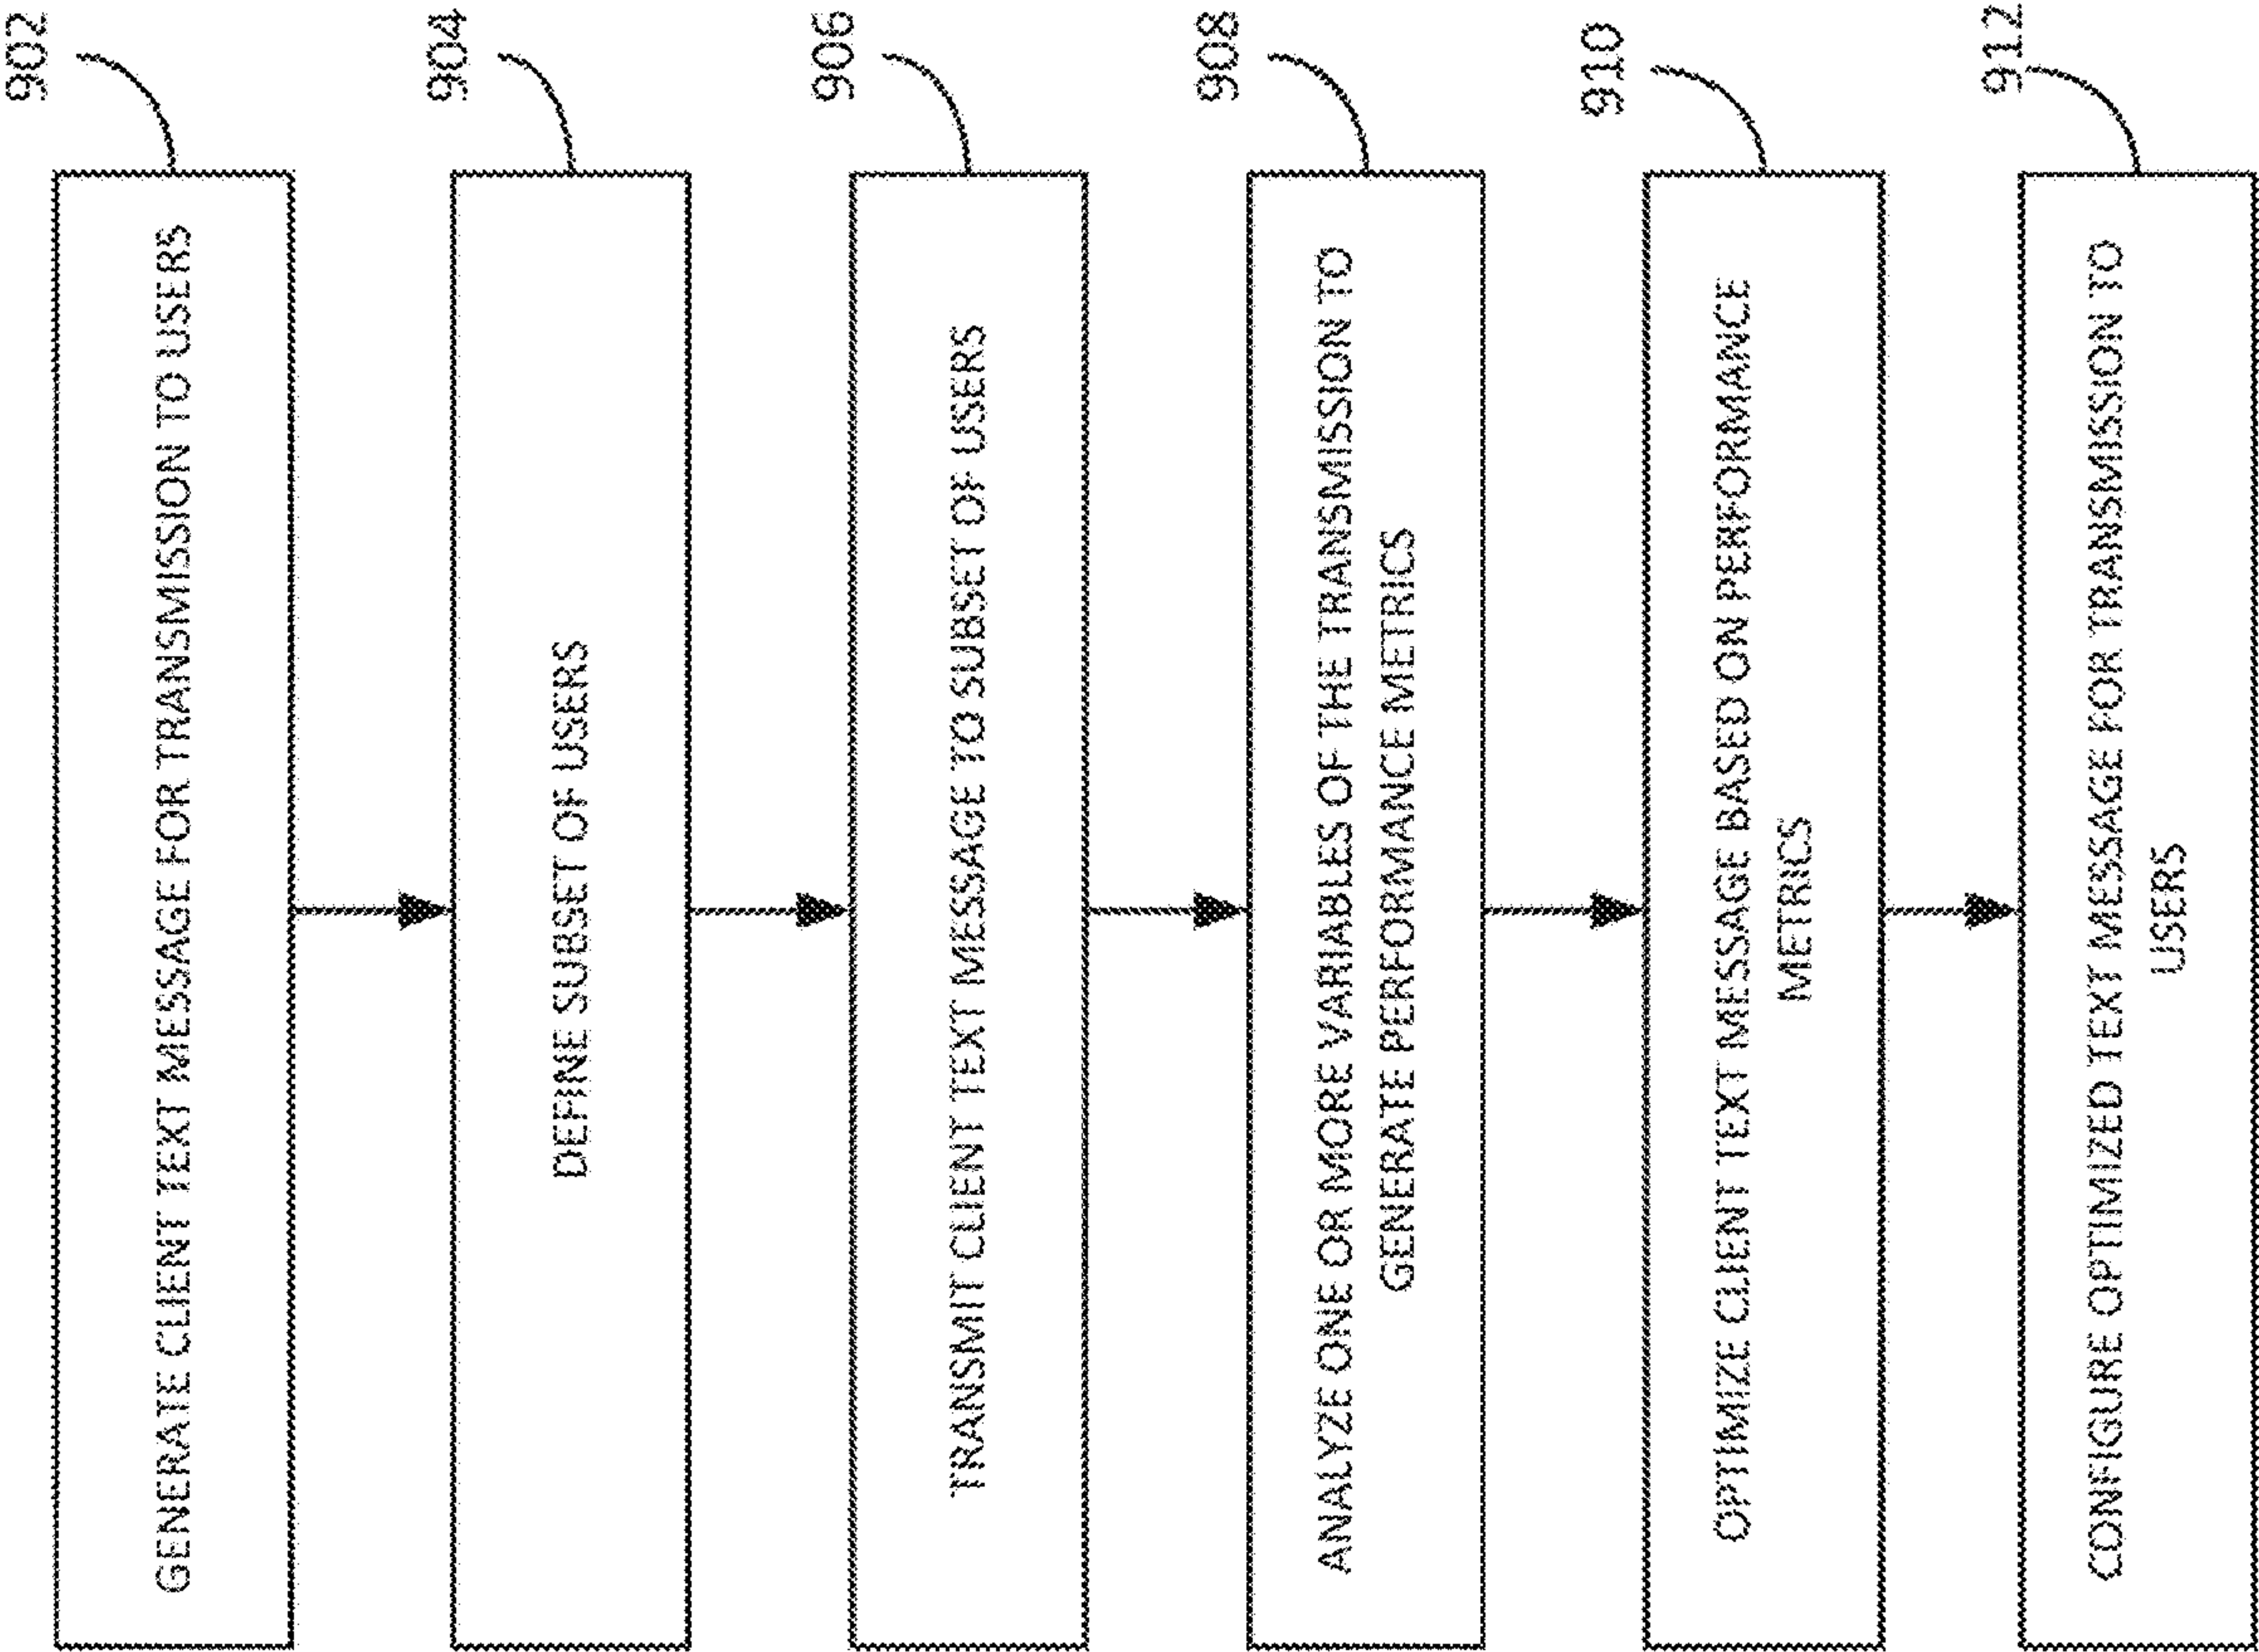 GENERATE CLIENT TEXT MESSAGE FOR TRANSMISSION TO USERS
902
DEFINE SUBSET OF USERS
904
TRANSMIT CLIENT TEXT MESSAGE TO SUBSET OF USERS
906
ANALYZE ONE OR MORE VARIABLES OF THE TRANSMISSION TO
GENERATE PERFORMANCE METRICS
908
OPTIMIZE CLIENT TEXT MESSAGE BASED ON PERFORMANCE
METRICS
910
CONFIGURE OPTIMIZED TEXT MESSAGE FOR TRANSMISSION TO
USERS
912